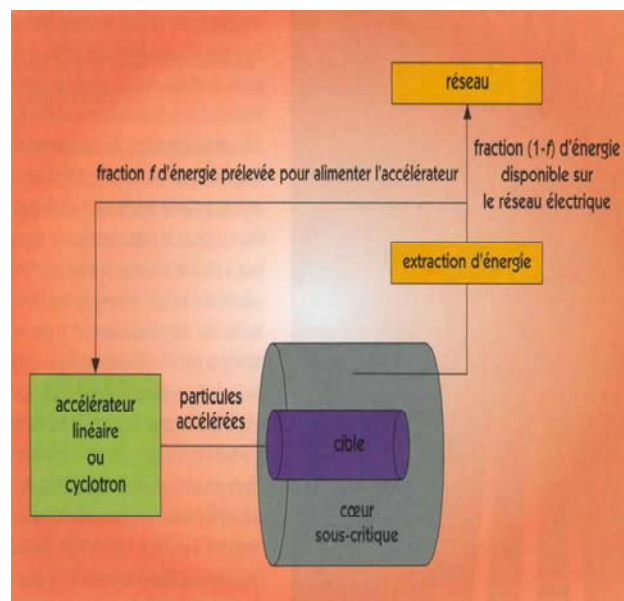 réseau
fraction (1-f) d'énergie
disponible sur
le réseau électrique
fraction f d'énergie prélevée pour alimenter l'accélérateur
extraction d'énergie
accélérateur
linéaire
ou
cyclotron
particules
accélérées
cible
cœur
sous-critique